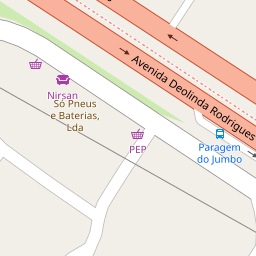 Avenida Deolinda Rodrigues
Nirsan
Só Pneus
e Baterias,
Lda
PEP
Paragem
do Jumbo